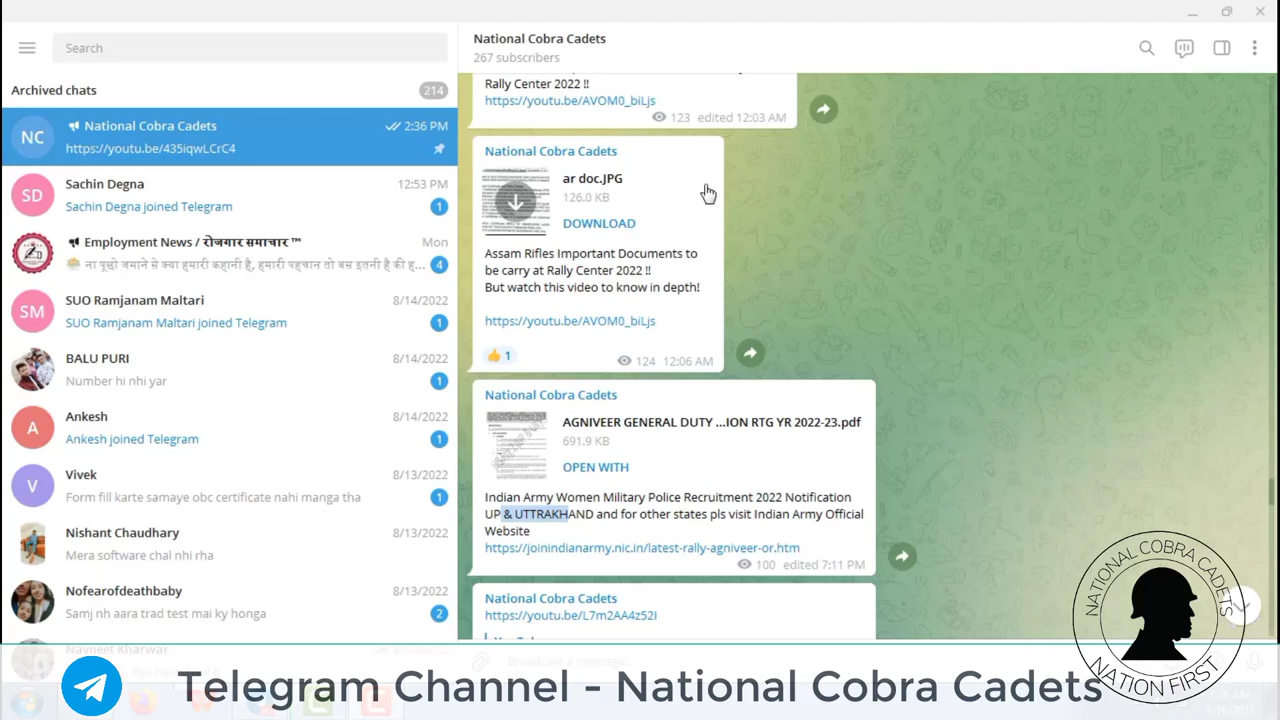 Search
Archived chats
214
NC
National Cobra Cadets
2:36 PM
https://youtu.be/435iqwLCrC4
SD
Sachin Degna
12:53 PM
Sachin Degna joined Telegram
1
Employment News / रोजगार समाचार ™
Mon
ना पूछो जमाने से क्या हमारी कहानी है, हमारी पहचान तो बस इतनी है की ह...
4
SM
SUO Ramjanam Maltari
8/14/2022
SUO Ramjanam Maltari joined Telegram
1
BALU PURI
8/14/2022
Number hi nhi yar
1
A
Ankesh
8/14/2022
Ankesh joined Telegram
1
V
Vivek
8/13/2022
Form fill karte samaye obc certificate nahi manga tha
1
Nishant Chaudhary
8/13/2022
Mera software chal nhi rha
Nofearofdeathbaby
8/13/2022
Samj nh aara trad test mai ky honga
2
Navneet Kharwar
National Cobra Cadets
267 subscribers
Rally Center 2022 !!
https://youtu.be/AVOM0_biLjs
123 edited 12:03 AM
National Cobra Cadets
ar doc.JPG
126.0 KB
DOWNLOAD
Assam Rifles Important Documents to
be carry at Rally Center 2022 !!
But watch this video to know in depth!
https://youtu.be/AVOM0_biLjs
1
124 12:06 AM
National Cobra Cadets
AGNIVEER GENERAL DUTY ...ION RTG YR 2022-23.pdf
691.9 KB
OPEN WITH
Indian Army Women Military Police Recruitment 2022 Notification
UP & UTTRAKHAND and for other states pls visit Indian Army Official
Website
https://joinindianarmy.nic.in/latest-rally-agniveer-or.htm
100 edited 7:11 PM
National Cobra Cadets
https://youtu.be/L7m2AA4z52I
Broadcast a message...
NATIONAL COBRA CADETS
NATION FIRST
Telegram Channel - National Cobra Cadets